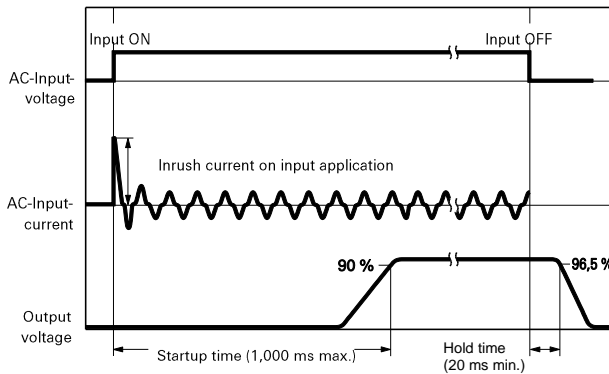 Input ON
Input OFF
AC-Input-
voltage
Inrush current on input application
AC-Input-
current
90 %
96,5 %
Output
voltage
Startup time (1,000 ms max.)
Hold time
(20 ms min.)